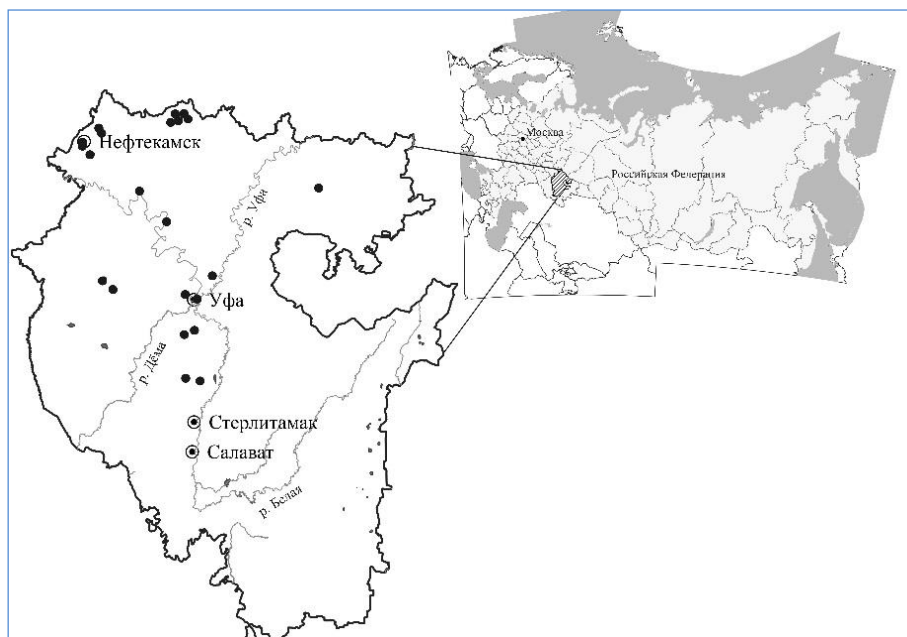 Москва
Российская Федерация
Нефтекамск
р. Уфа
Уфа
р. Дёма
Стерлитамак
Салават
р. Белая